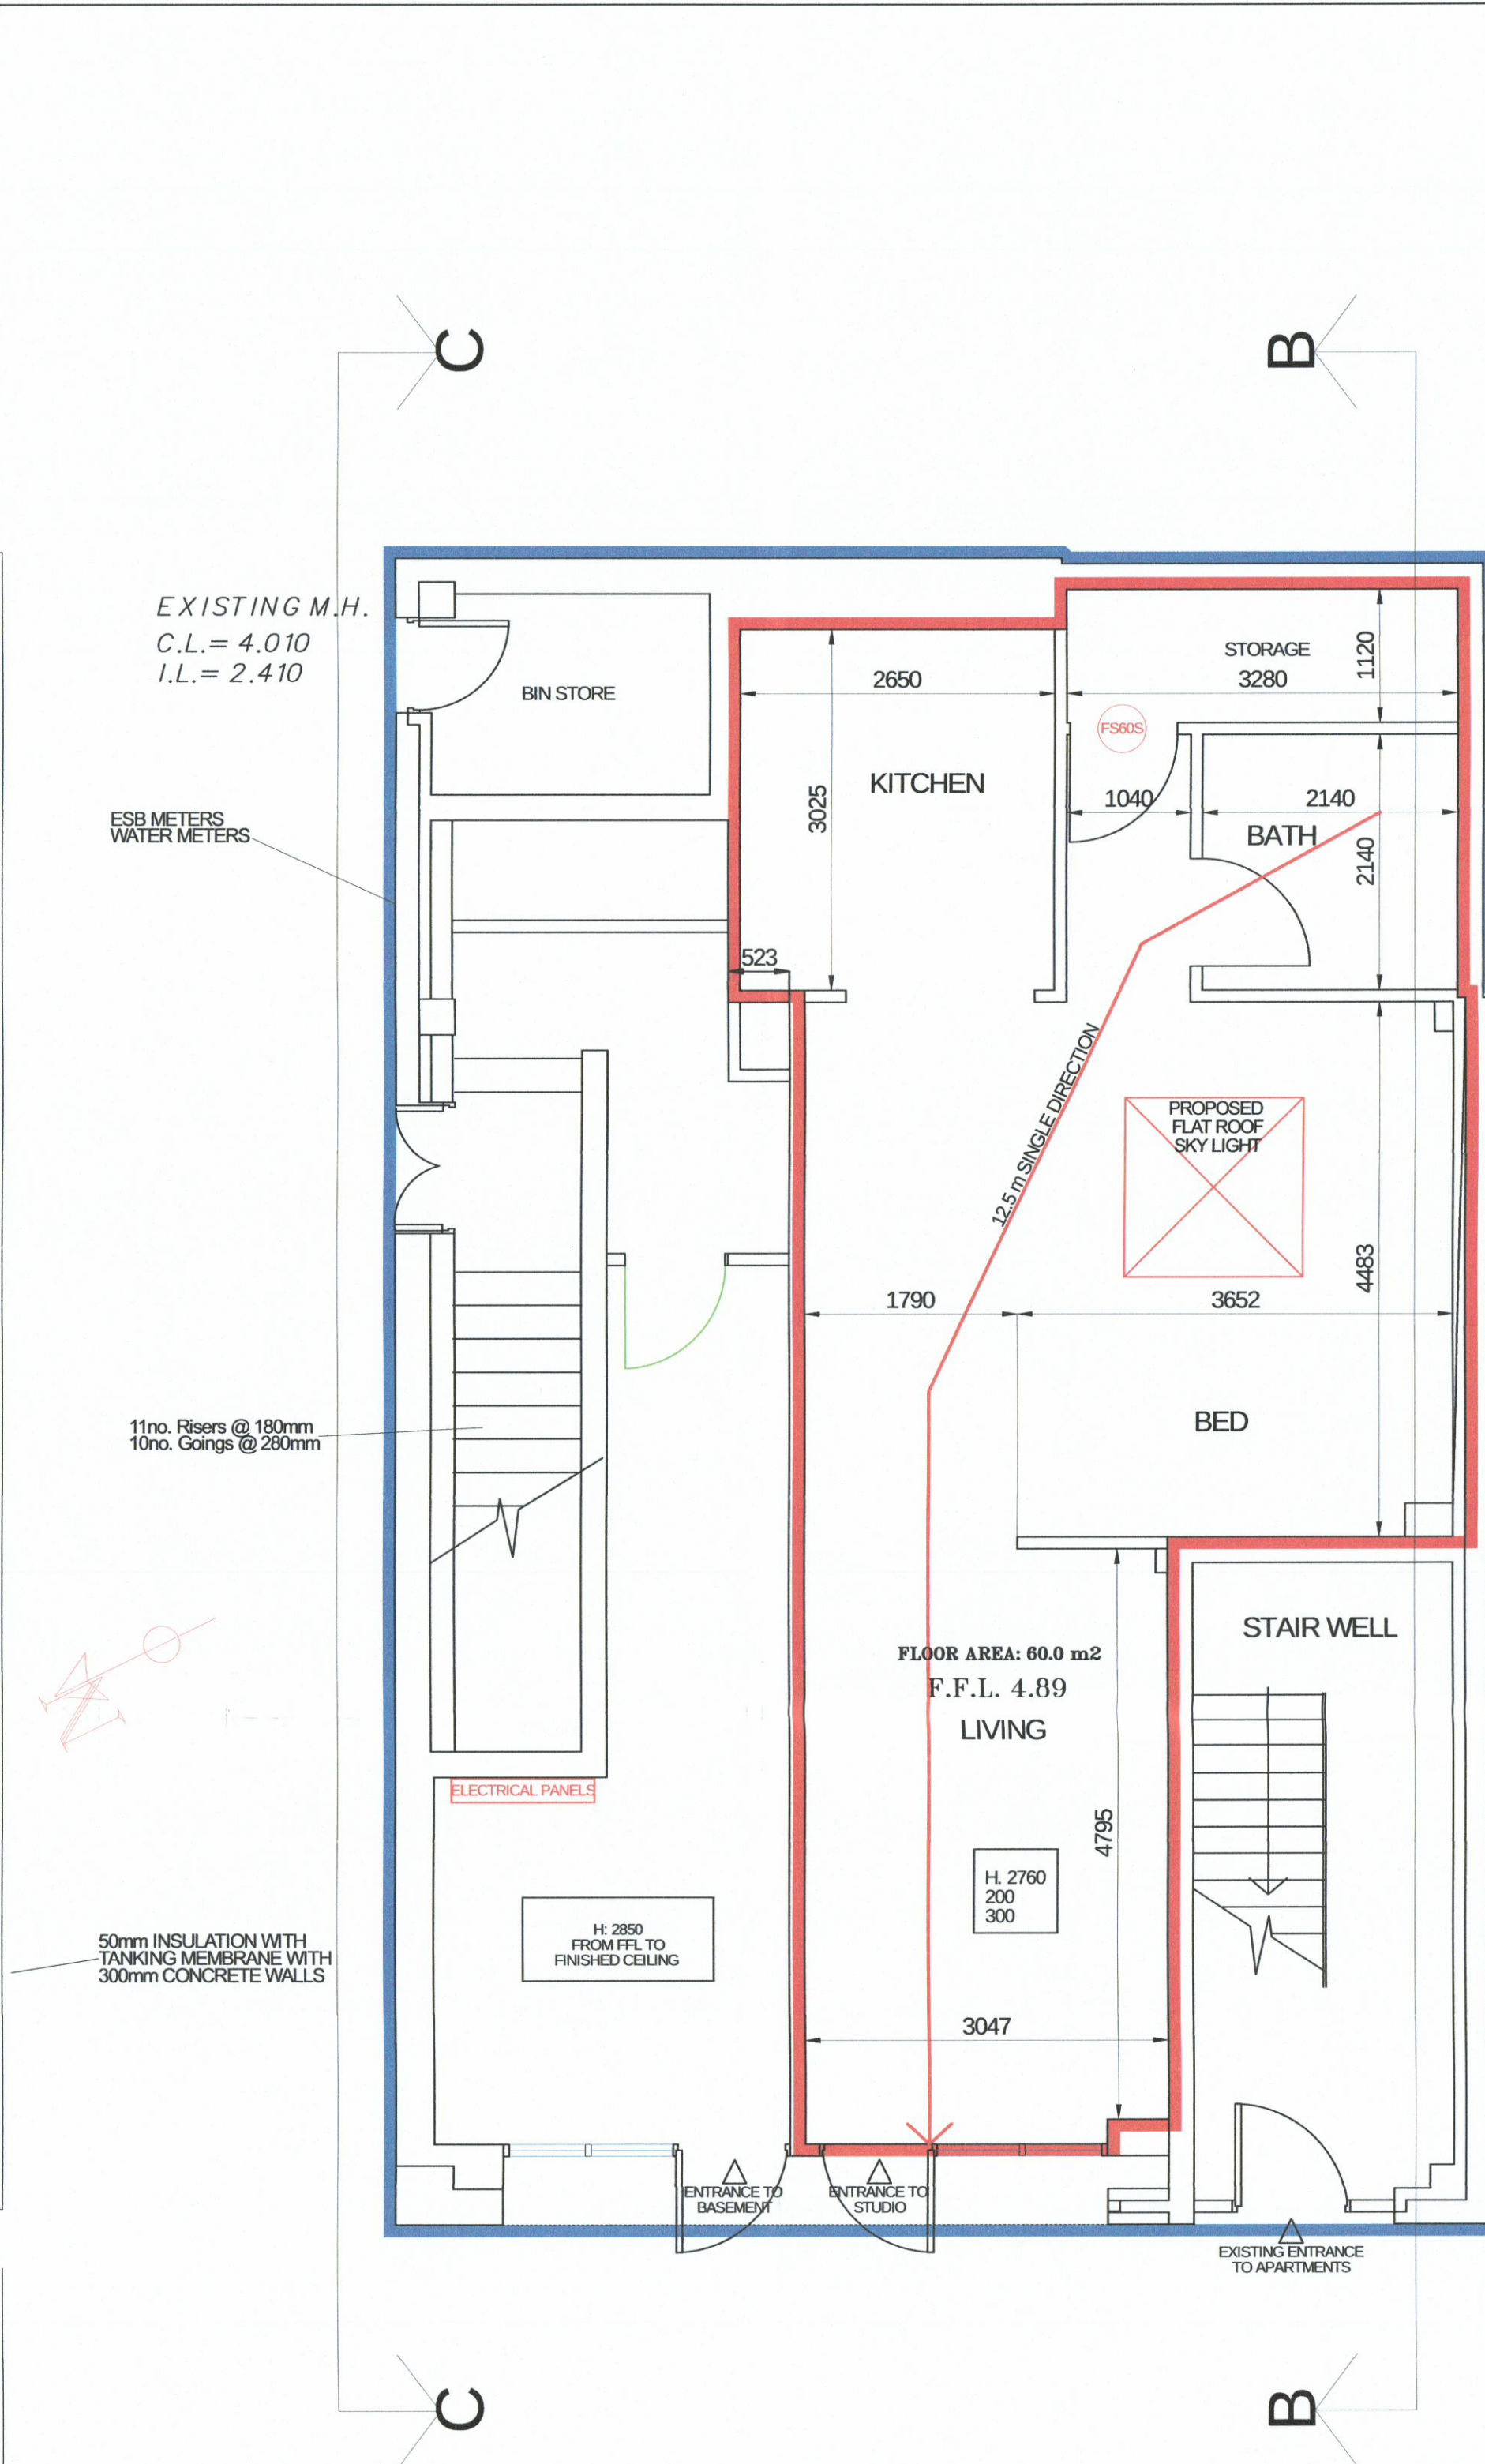 C
B
EXISTING M.H.
C.L.= 4.010
I.L.= 2.410
BIN STORE
STORAGE
3280
1120
2650
FS60S
KITCHEN
3025
1040
2140
BATH
2140
ESB METERS
WATER METERS
523
12.5 m SINGLE DIRECTION
PROPOSED
FLAT ROOF
SKY LIGHT
4483
1790
3652
BED
11no. Risers @ 180mm
10no. Goings @ 280mm
STAIR WELL
FLOOR AREA: 60.0 m2
F.F.L. 4.89
LIVING
N
ELECTRICAL PANELS
4795
H. 2760
200
300
H: 2850
FROM FFL TO
FINISHED CEILING
50mm INSULATION WITH
TANKING MEMBRANE WITH
300mm CONCRETE WALLS
3047
ENTRANCE TO
BASEMENT
ENTRANCE TO
STUDIO
EXISTING ENTRANCE
TO APARTMENTS
C
B